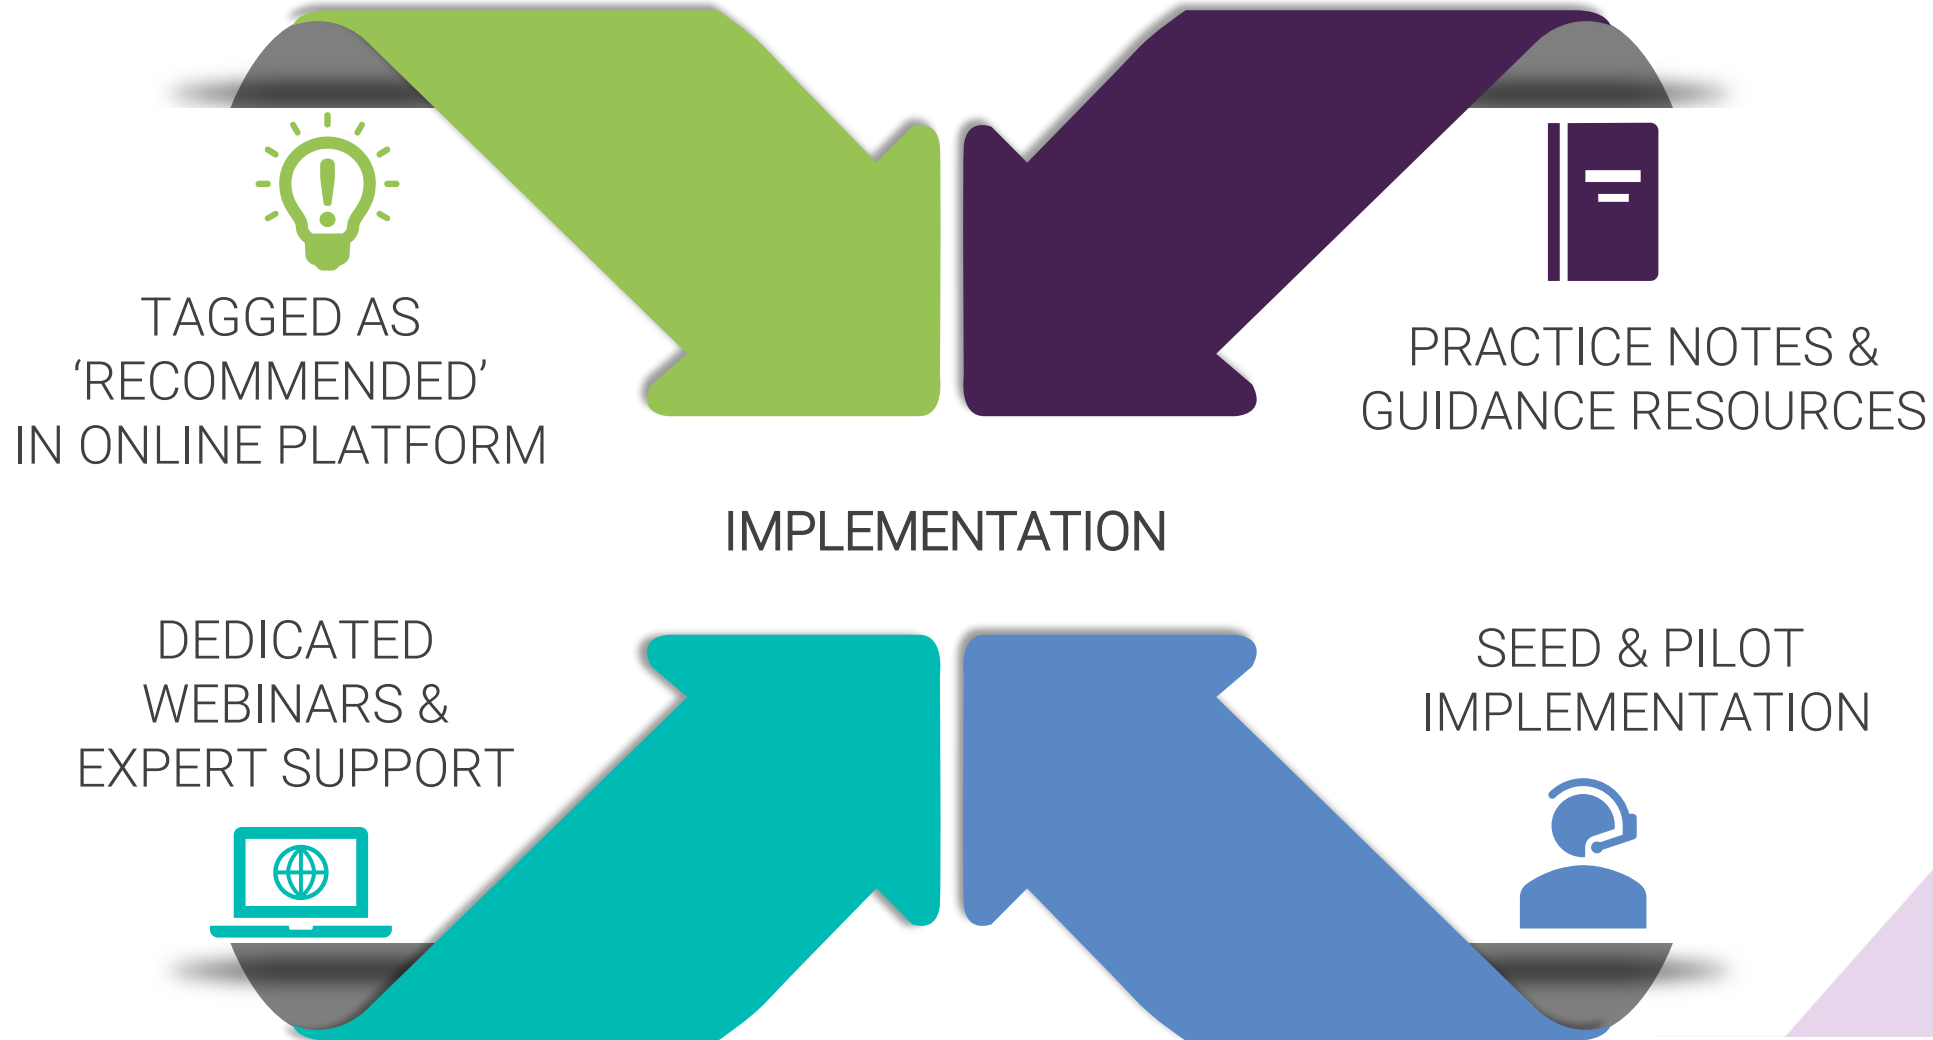 TAGGED AS
‘RECOMMENDED’
IN ONLINE PLATFORM
PRACTICE NOTES &
GUIDANCE RESOURCES
IMPLEMENTATION
DEDICATED
WEBINARS &
EXPERT SUPPORT
SEED & PILOT
IMPLEMENTATION